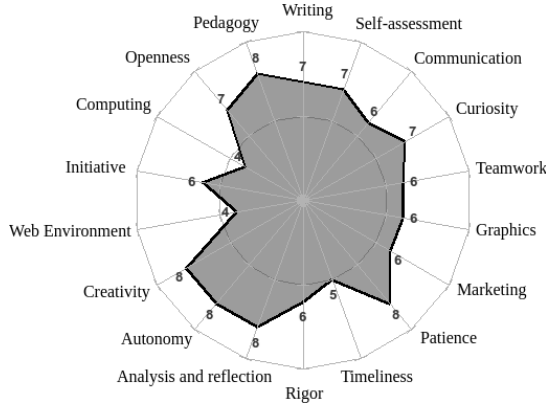 Writing
Pedagogy
Self-assessment
8
7
7
Openness
Communication
7
6
Computing
Curiosity
7
4
Initiative
Teamwork
6
6
Web Environment
Graphics
4
6
Creativity
Marketing
8
6
Autonomy
Patience
8
8
5
6
8
Analysis and reflection
Timeliness
Rigor